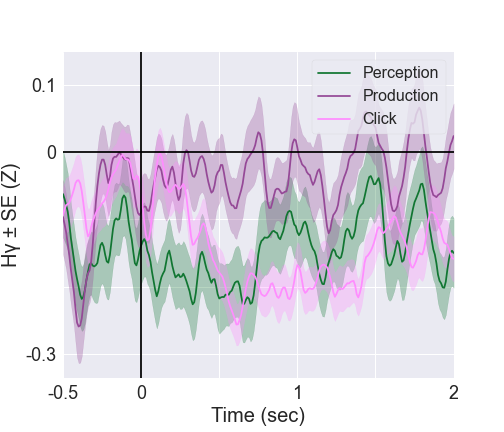 Perception
Production
Click
0.1
0
-0.3
Hγ ± SE (Z)
-0.5
0
1
2
Time (sec)